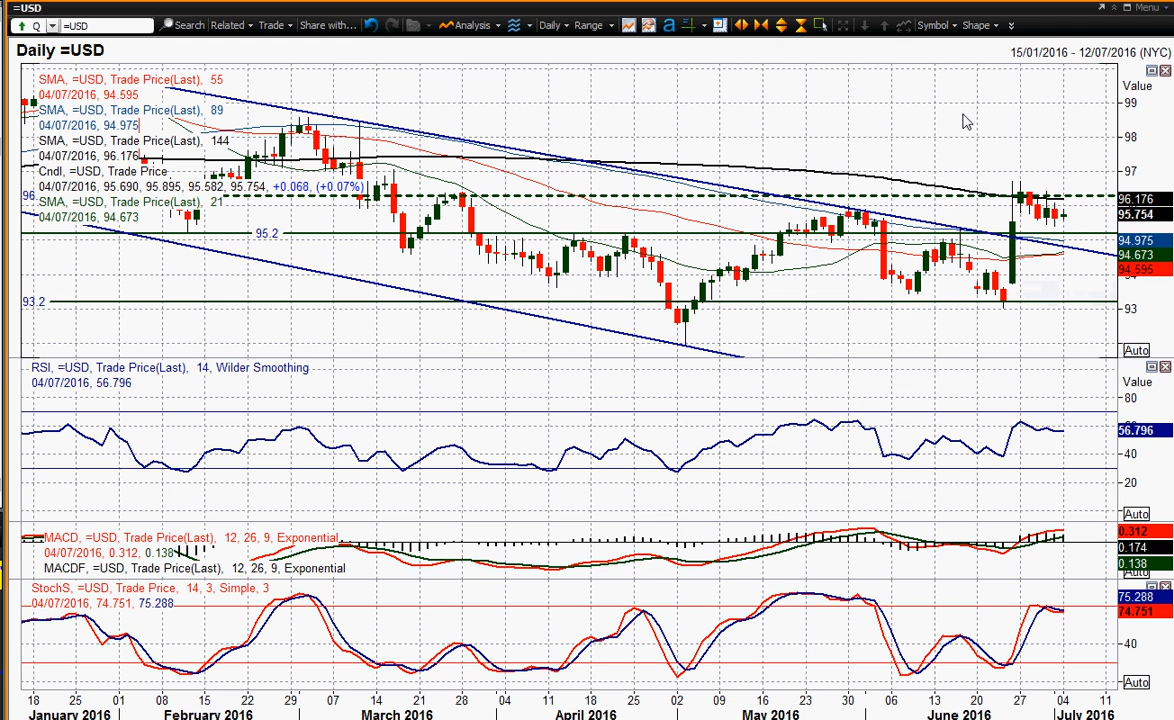 =USD
Menu
=USD
Search
Related
Trade
Share with...
Analysis
Daily
Range
Symbol
Shape
Daily =USD
15/01/2016 - 12/07/2016 (NYC)
SMA, =USD, Trade Price(Last), 55
04/07/2016, 94.595
SMA, =USD, Trade Price(Last), 89
04/07/2016, 94.975
SMA, =USD, Trade Price(Last), 144
04/07/2016, 96.176
Cndl, =USD, Trade Price
04/07/2016, 95.690, 95.895, 95.582, 95.754, +0.068, (+0.07%)
SMA, =USD, Trade Price(Last), 21
04/07/2016, 94.673
96
95.2
93.2
Value
99
98
97
96.176
95.754
94.975
94.673
94.595
93
Auto
RSI, =USD, Trade Price(Last), 14, Wilder Smoothing
04/07/2016, 56.796
Value
80
56.796
40
20
Auto
MACD, =USD, Trade Price(Last), 12, 26, 9, Exponential
04/07/2016, 0.312, 0.138
MACDF, =USD, Trade Price(Last), 12, 26, 9, Exponential
0.312
0.174
0.138
Auto
StochS, =USD, Trade Price, 14, 3, Simple, 3
04/07/2016, 74.751, 75.288
75.288
74.751
40
Auto
18 25 01 08 15 22 29 07 14 21 28 04 11 18 25 02 09 16 23 30 06 13 20 27 04 11
January 2016 February 2016 March 2016 April 2016 May 2016 June 2016 July 2016